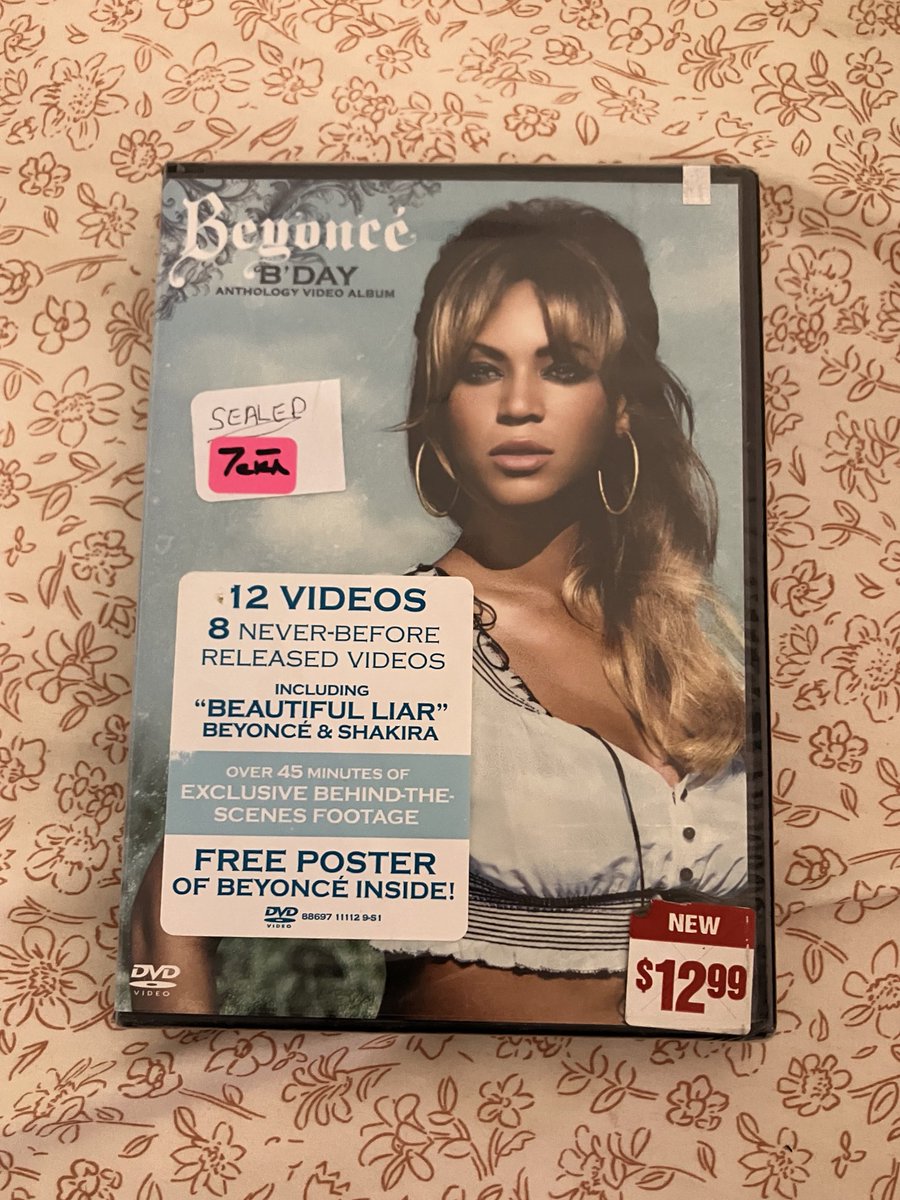 Beyoncé
B'DAY
ANTHOLOGY VIDEO ALBUM
SEALED
12 VIDEOS
8 NEVER-BEFORE
RELEASED VIDEOS
INCLUDING
“BEAUTIFUL LIAR”
BEYONCÉ & SHAKIRA
OVER 45 MINUTES OF
EXCLUSIVE BEHIND-THE-
SCENES FOOTAGE
FREE POSTER
OF BEYONCÉ INSIDE!
DVD
VIDEO
88697 11112 9-S1
DVD
VIDEO
NEW
$1299